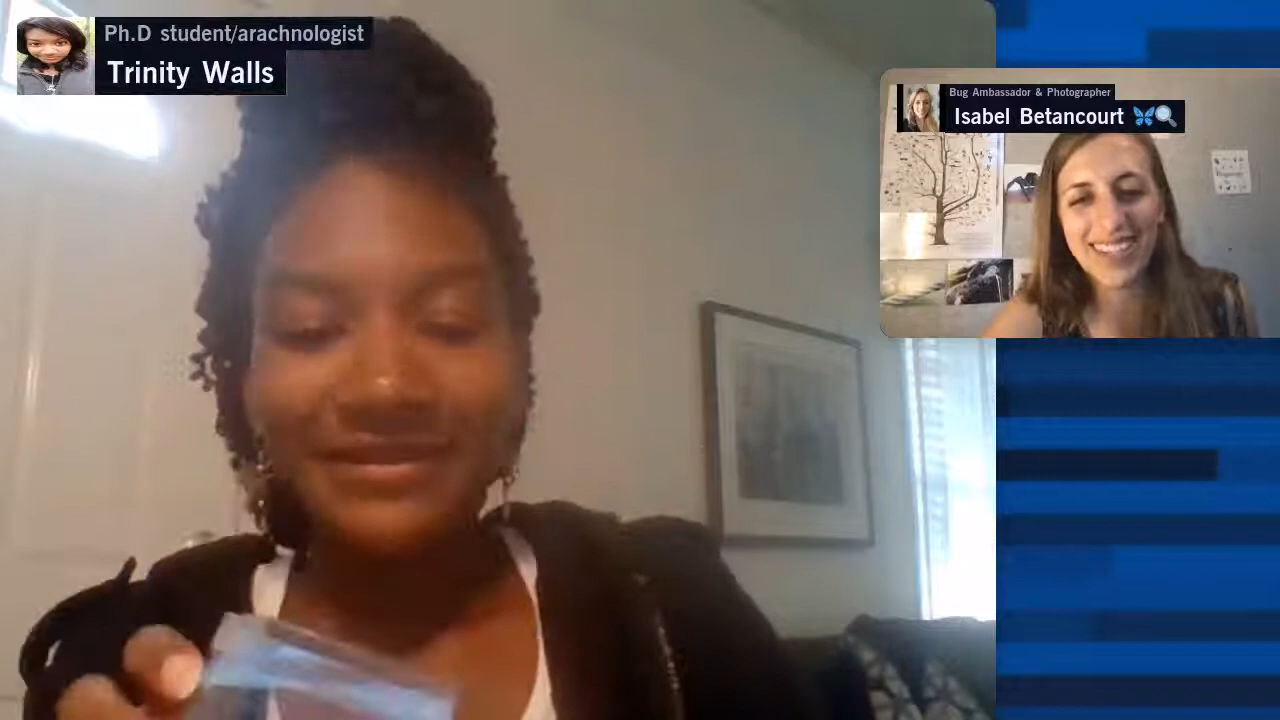 Ph.D student/arachnologist
Trinity Walls
Bug Ambassador & Photographer
Isabel Betancourt 🦋🔍